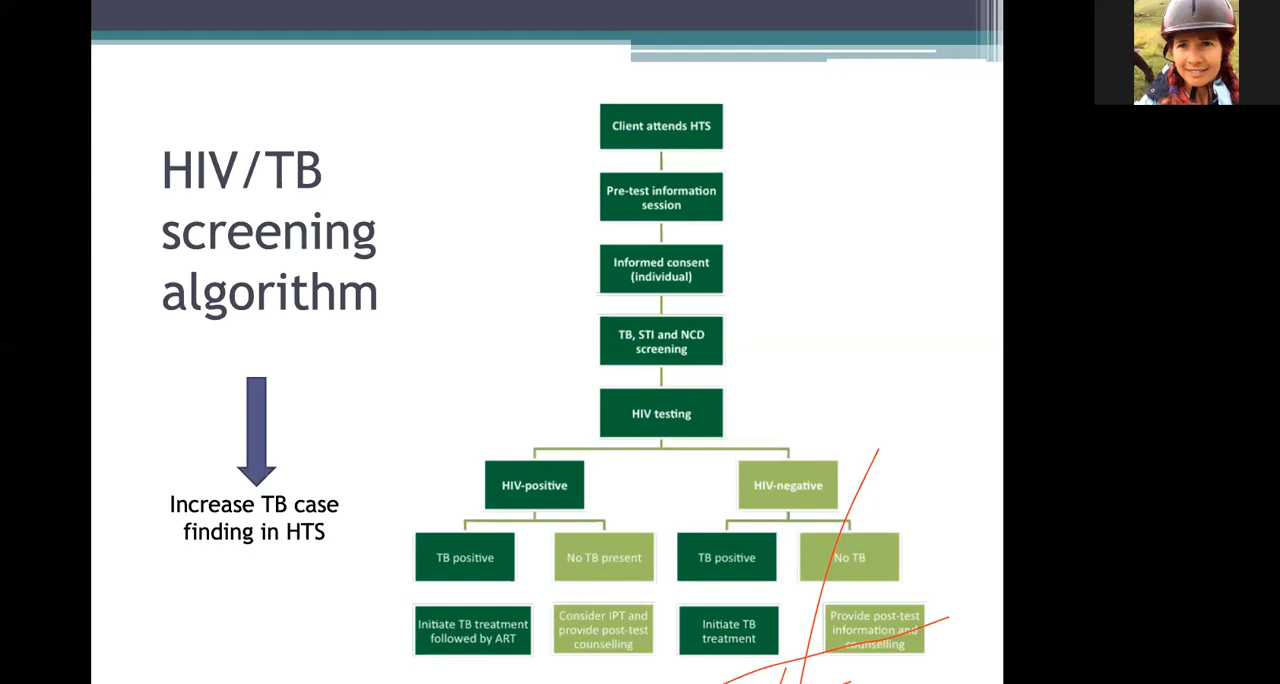 HIV/TB
screening
algorithm
Increase TB case
finding in HTS
Client attends HTS
Pre-test information
session
Informed consent
(individual)
TB, STI and NCD
screening
HIV testing
HIV-positive
HIV-negative
TB positive
No TB present
TB positive
No TB
Initiate TB treatment
followed by ART
Consider IPT and
provide post-test
counselling
Initiate TB
treatment
Provide post-test
information and
counselling